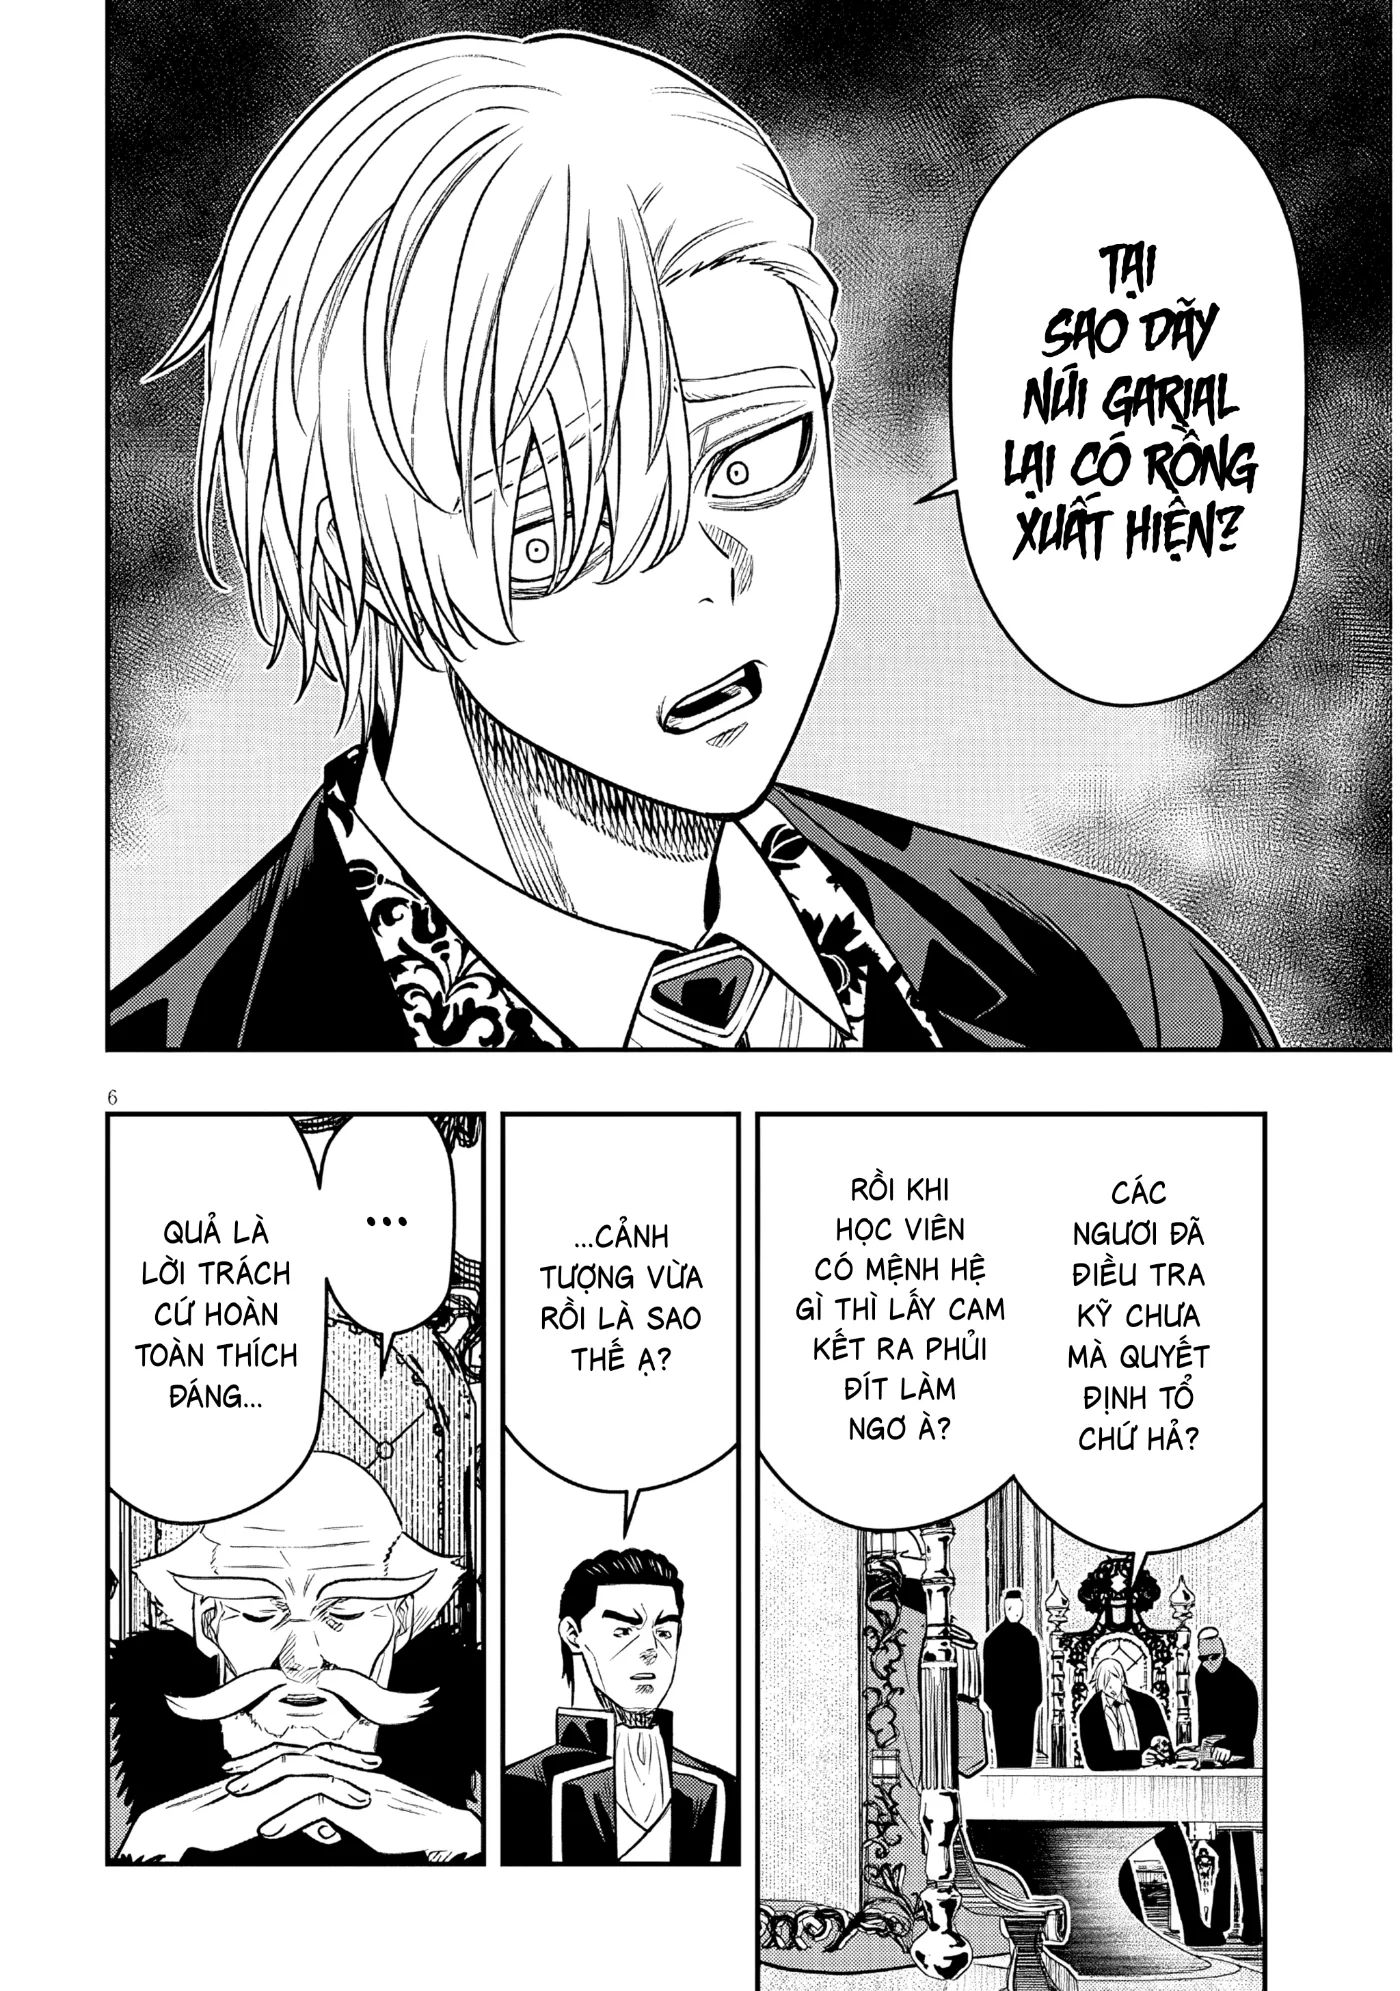 TẠI
SAO DÃY
NÚI GARIAL
LẠI CÓ RỒNG
XUẤT HIỆN?
6
CÁC
NGƯƠI ĐÃ
ĐIỀU TRA
KỸ CHƯA
MÀ QUYẾT
ĐỊNH TỔ
CHỨ HẢ?
RỒI KHI
HỌC VIÊN
CÓ MỆNH HỆ
GÌ THÌ LẤY CAM
KẾT RA PHỦI
ĐÍT LÀM
NGƠ À?
...CẢNH
TƯỢNG VỪA
RỒI LÀ SAO
THẾ Ạ?
...
QUẢ LÀ
LỜI TRÁCH
CỨ HOÀN
TOÀN THÍCH
ĐÁNG...